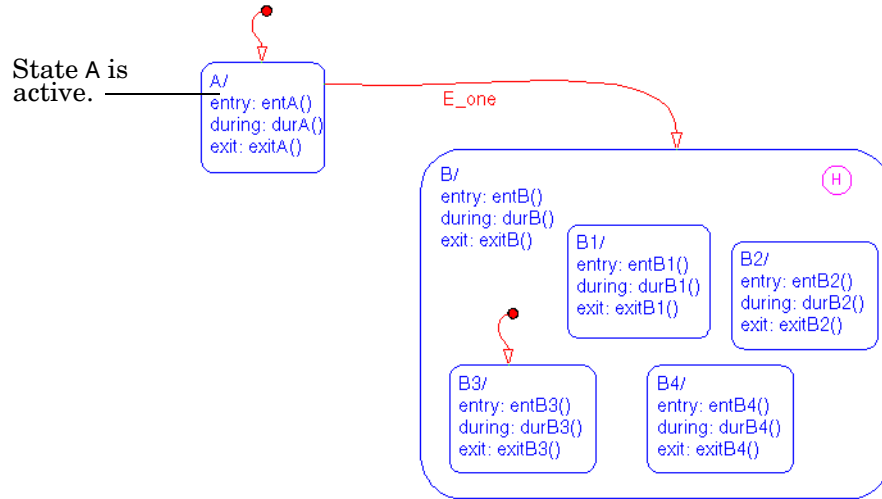 State A is
active.
A/
entry: entA()
during: durA()
exit: exitA()
E_one
B/
entry: entB()
during: durB()
exit: exitB()
H
B1/
entry: entB1()
during: durB1()
exit: exitB1()
B2/
entry: entB2()
during: durB2()
exit: exitB2()
B3/
entry: entB3()
during: durB3()
exit: exitB3()
B4/
entry: entB4()
during: durB4()
exit: exitB4()